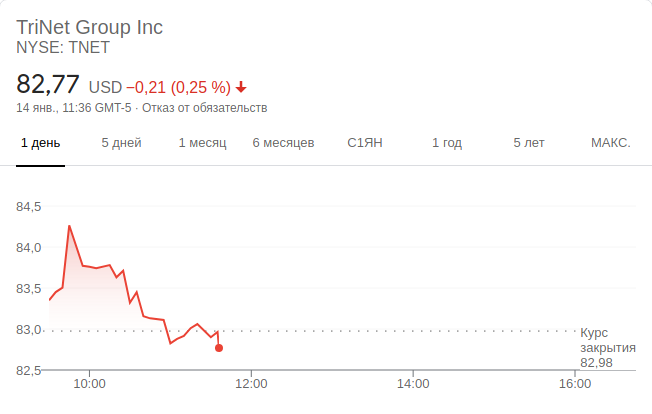 TriNet Group Inc
NYSE: TNET
82,77 USD −0,21 (0,25 %)
14 янв., 11:36 GMT-5 · Отказ от обязательств
1 день 5 дней 1 месяц 6 месяцев С1ЯН 1 год 5 лет МАКС.
84,5
84,0
83,5
83,0
Курс
закрытия
82,98
82,5
10:00 12:00 14:00 16:00